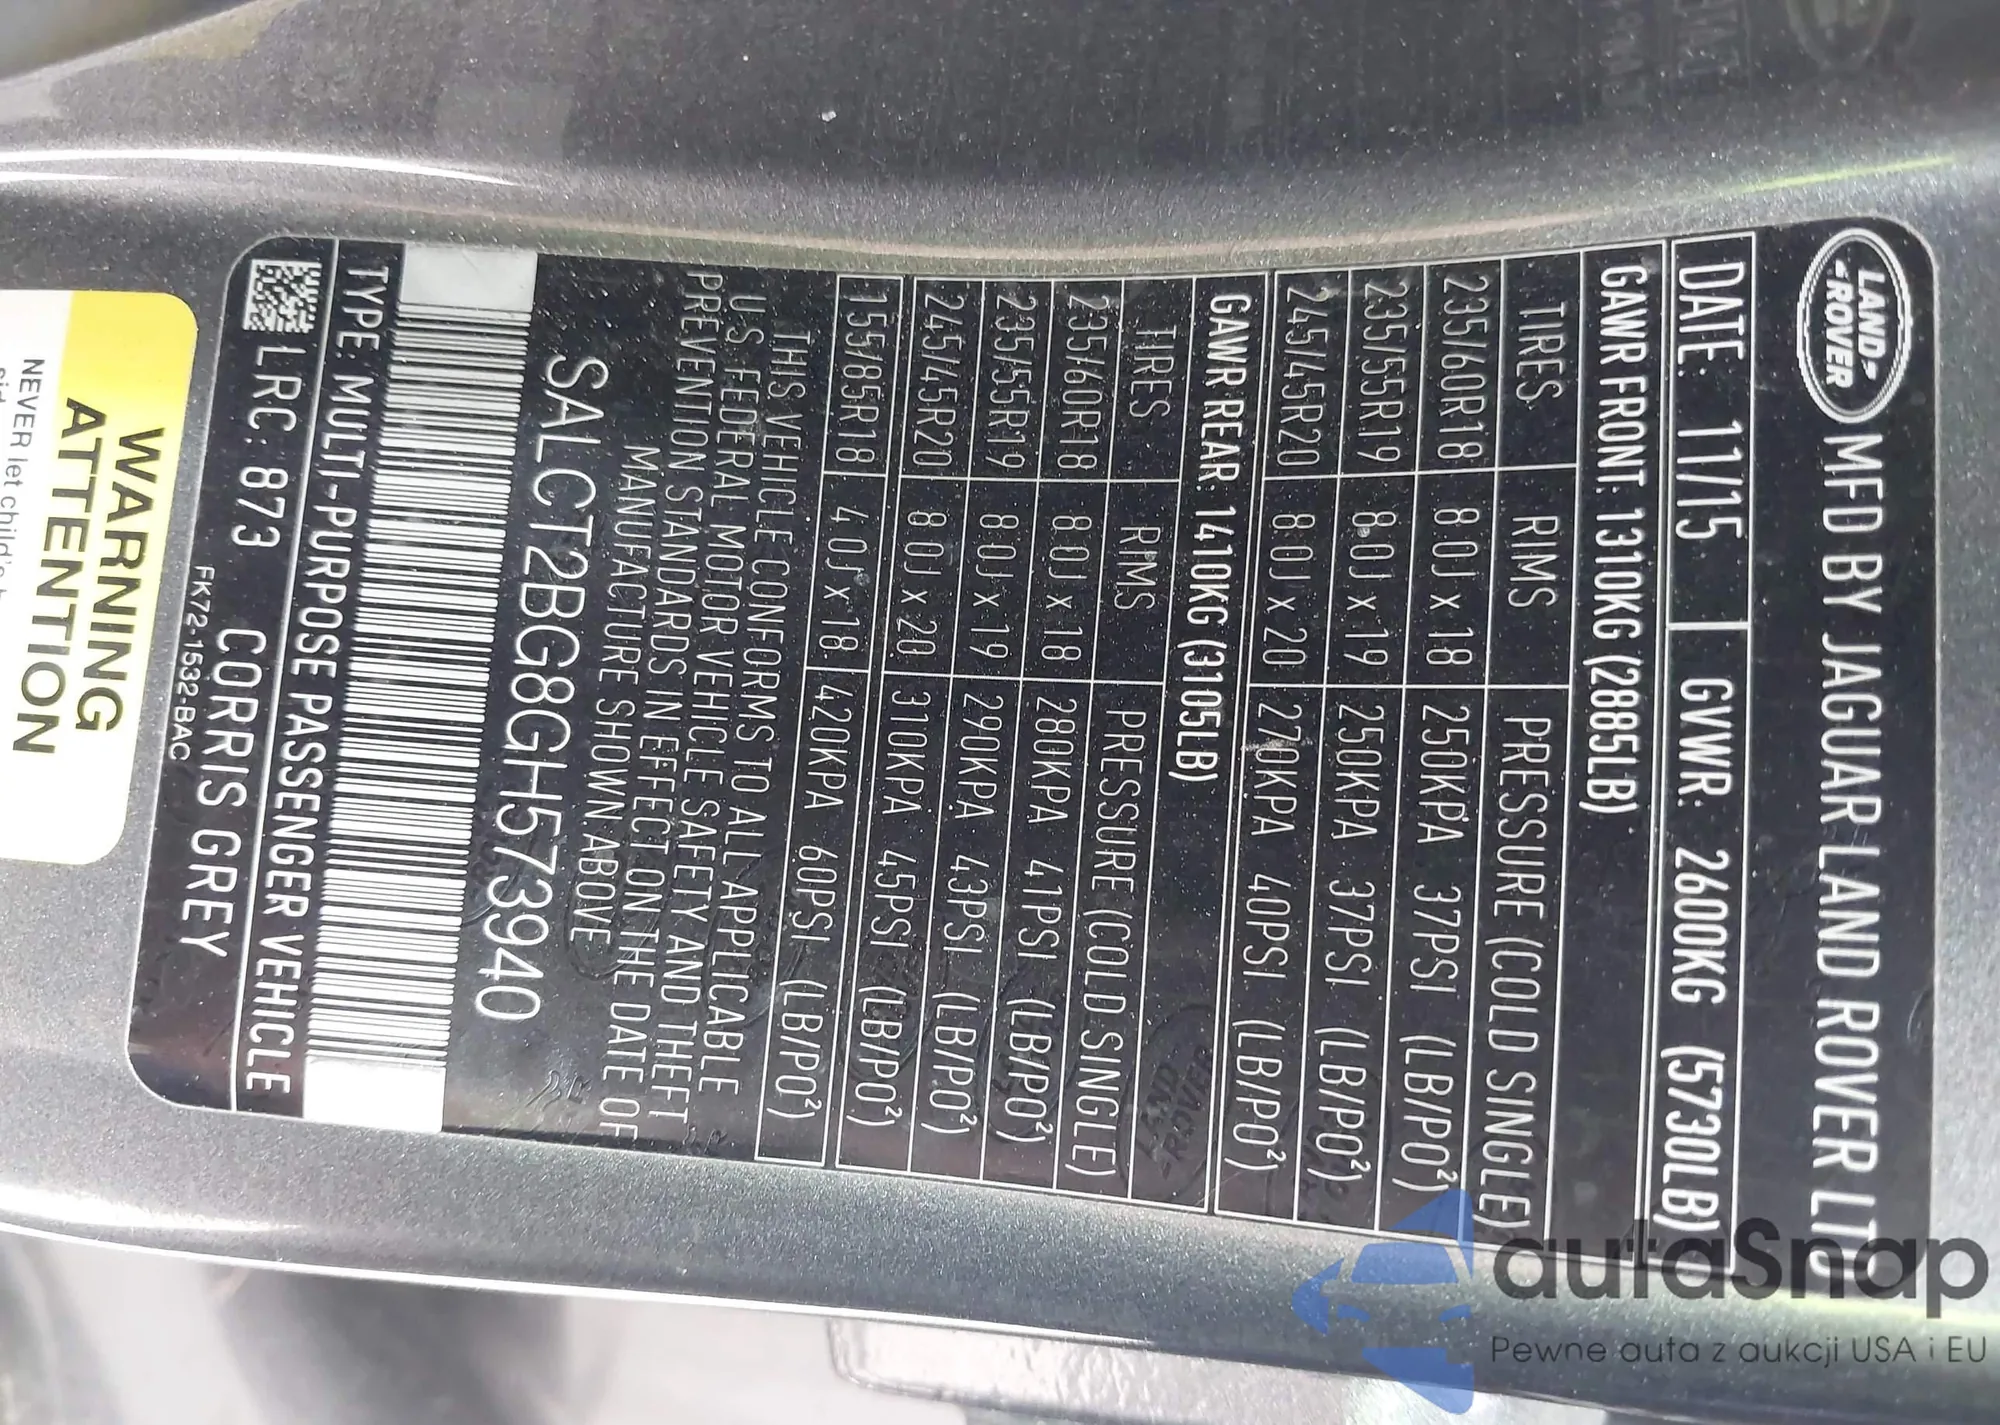 LAND-
-ROVER
MFD BY JAGUAR LAND ROVER LTD
DATE: 11/15 GVWR: 2600KG (5730LB)
GAWR FRONT: 1310KG (2885LB)
TIRES RIMS PRESSURE (COLD SINGLE)
235/60R18 8.0J x 18 250KPA 37PSI (LB/PO²)
235/55R19 8.0J x 19 250KPA 37PSI (LB/PO²)
245/45R20 8.0J x 20 270KPA 40PSI (LB/PO²)
GAWR REAR: 1410KG (3105LB)
TIRES RIMS PRESSURE (COLD SINGLE)
235/60R18 8.0J x 18 280KPA 41PSI (LB/PO²)
235/55R19 8.0J x 19 290KPA 43PSI (LB/PO²)
245/45R20 8.0J x 20 310KPA 45PSI (LB/PO²)
155/85R18 4.0J x 18 420KPA 60PSI (LB/PO²)
THIS VEHICLE CONFORMS TO ALL APPLICABLE
U.S. FEDERAL MOTOR VEHICLE SAFETY AND THEFT
PREVENTION STANDARDS IN EFFECT ON THE DATE OF
MANUFACTURE SHOWN ABOVE
SALCT2BG8GH573940
TYPE: MULTI-PURPOSE PASSENGER VEHICLE
LRC: 873 CORRIS GREY
FK72-1532-BAC
WARNING
ATTENTION
NEVER let child's
autaSnap
Pewne auta z aukcji USA i EU